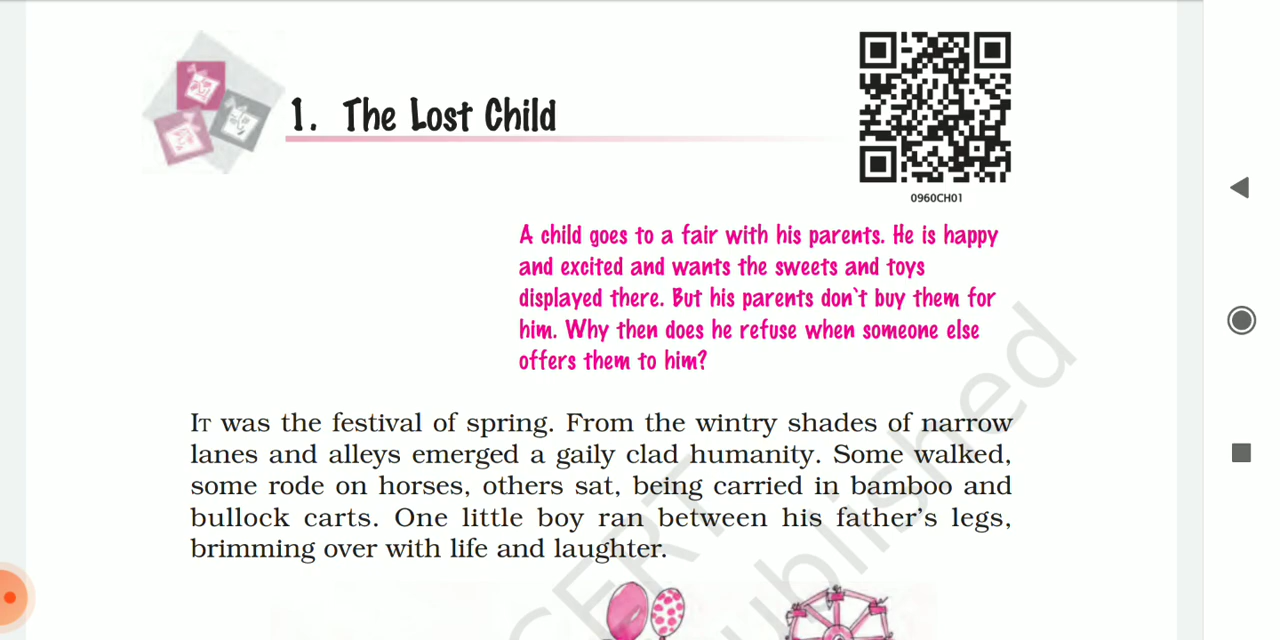 1. The Lost Child
0960CH01
A child goes to a fair with his parents. He is happy
and excited and wants the sweets and toys
displayed there. But his parents don`t buy them for
him. Why then does he refuse when someone else
offers them to him?
IT was the festival of spring. From the wintry shades of narrow
lanes and alleys emerged a gaily clad humanity. Some walked,
some rode on horses, others sat, being carried in bamboo and
bullock carts. One little boy ran between his father’s legs,
brimming over with life and laughter.